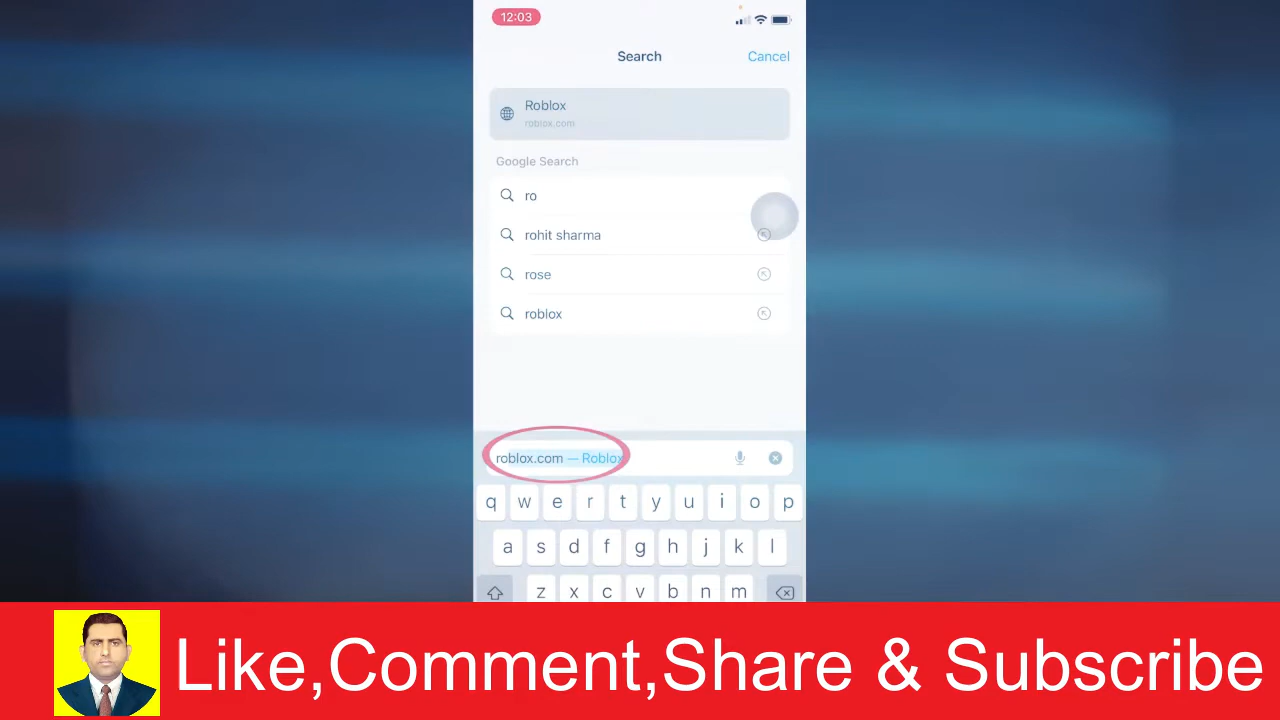 12:03
Search
Cancel
Roblox
roblox.com
Google Search
ro
rohit sharma
rose
roblox
roblox.com — Roblox
q w e r t y u i o p
a s d f g h j k l
z x c v b n m
Like,Comment,Share & Subscribe